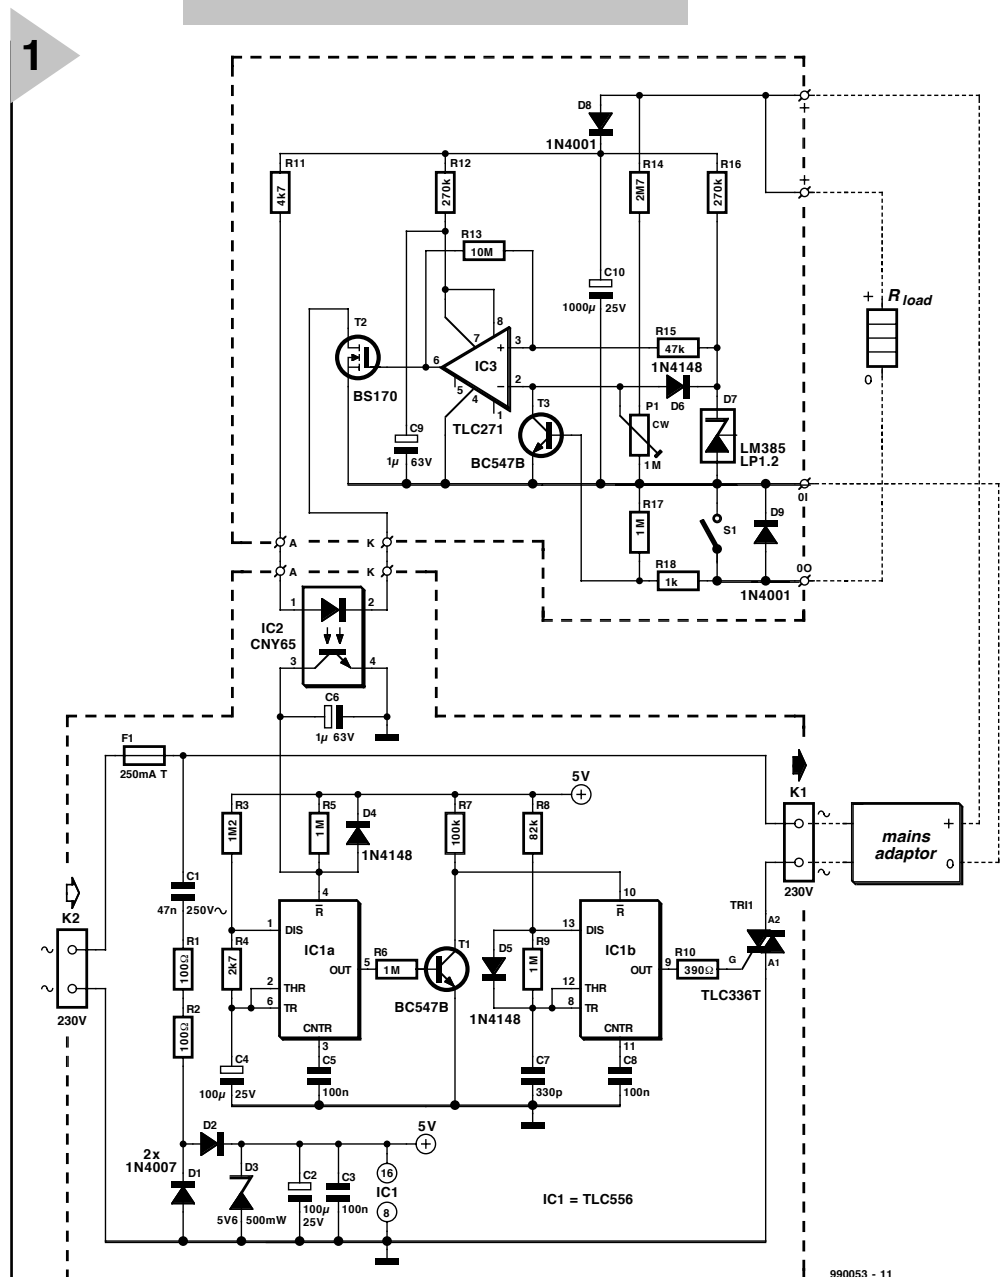 1
D8
+
1N4001
R11
R12
R14
R16
+
4k7
270k
2M7
270k
R13
10M
C10
1000µ 25V
+ R load
T2
8
7
3
R15
+
47k
6
IC3
1N4148
2
–
5
4
D6
0
BS170
1
T3
P1
D7
CW
TLC271
C9
1µ 63V
BC547B
1M
LM385
LP1.2
0I
R17
D9
1M
S1
A
K
R18
0O
A
K
1k
1N4001
1
2
IC2
CNY65
3
4
C6
1µ 63V
F1
250mA T
5V
+
K1
R3
R5
R7
R8
D4
1M2
1M
100k
82k
∼
+
mains
adaptor
0
1N4148
∼
C1
4
10
230V
47n 250V∼
R
R
TRI1
K2
1
DIS
13
DIS
A2
∼
R1
R4
IC1a
R6
T1
D5
R9
IC1b
R10
OUT
5
OUT
9
G
A1
100Ω
2k7
1M
1M
390Ω
∼
2
THR
12
THR
TLC336T
6
TR
BC547B
8
TR
R2
1N4148
230V
CNTR
CNTR
100Ω
3
11
C4
C5
C7
C8
100µ 25V
100n
330p
100n
D2
5V
+
2x
1N4007
D1
D3
C2
C3
16
IC1
100µ
25V
100n
IC1 = TLC556
5V6 500mW
8
990053 - 11